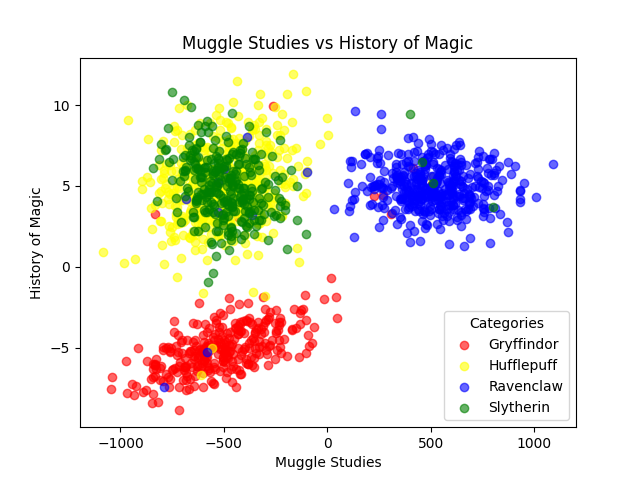 Muggle Studies vs History of Magic
10
5
0
−5
History of Magic
−1000
−500
0
500
1000
Muggle Studies
Categories
Gryffindor
Hufflepuff
Ravenclaw
Slytherin